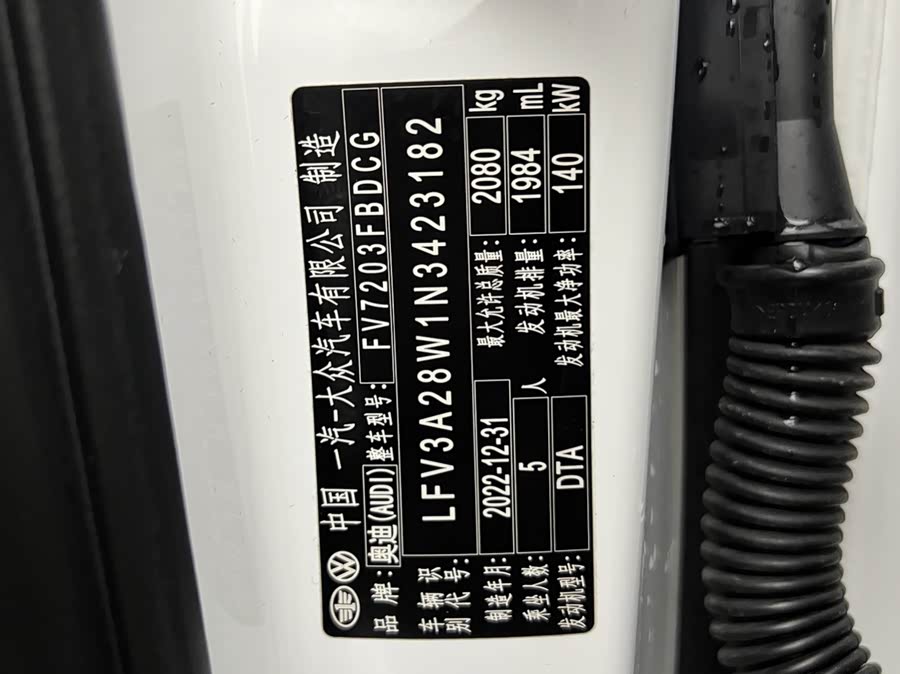 中国 一汽-大众汽车有限公司 制造
品 牌:奥迪(AUDI) 整车型号: FV7203FBDCG
车辆识别代号: LFV3A28W1N3423182
制造年月: 2022-12-31 最大允许总质量: 2080 kg
乘坐人数: 5 人 发动机排量: 1984 mL
发动机型号: DTA 发动机最大净功率: 140 kW